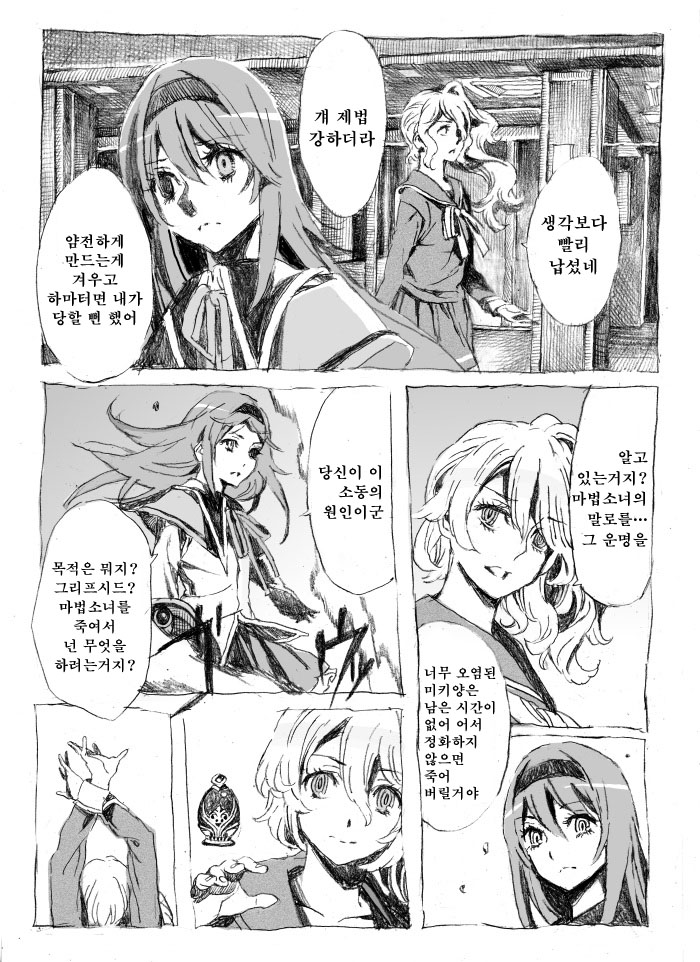 걔 제법
강하더라
생각보다
빨리
납셨네
얌전하게
만드는게
겨우고
하마터면 내가
당할 뻔 했어
당신이 이
소동의
원인이군
목적은 뭐지?
그리프시드?
마법소녀를
죽여서
넌 무엇을
하려는거지?
알고
있는거지?
마법소녀의
말로를…
그 운명을
너무 오염된
미키양은
남은 시간이
없어 어서
정화하지
않으면
죽어
버릴거야